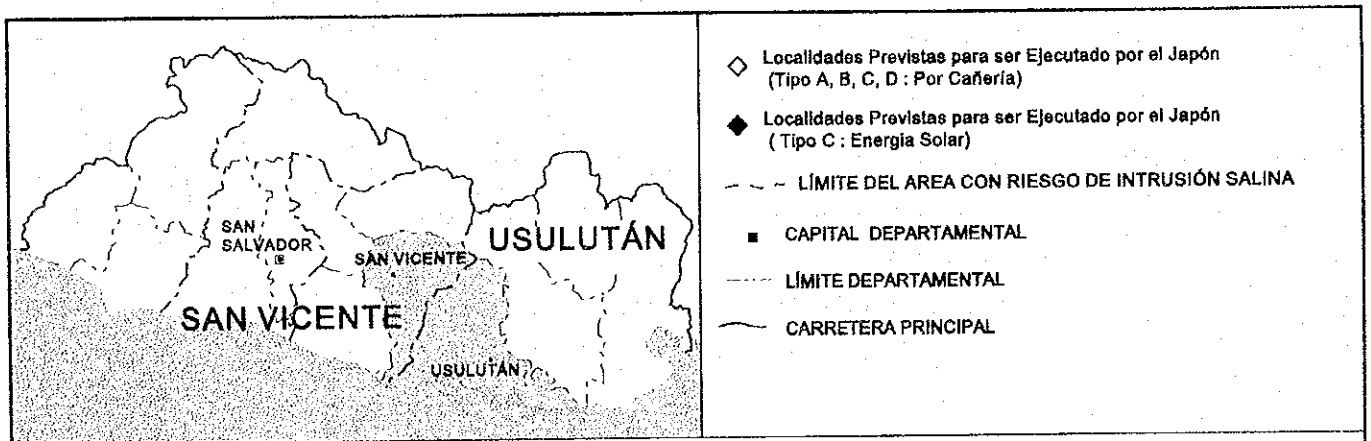 SAN
SALVADOR
SAN VICENTE
USULUTÁN
SAN VICENTE
USULUTÁN
Localidades Previstas para ser Ejecutado por el Japón
(Tipo A, B, C, D : Por Cañería)
Localidades Previstas para ser Ejecutado por el Japón
( Tipo C : Energia Solar)
LÍMITE DEL AREA CON RIESGO DE INTRUSIÓN SALINA
CAPITAL DEPARTAMENTAL
LÍMITE DEPARTAMENTAL
CARRETERA PRINCIPAL